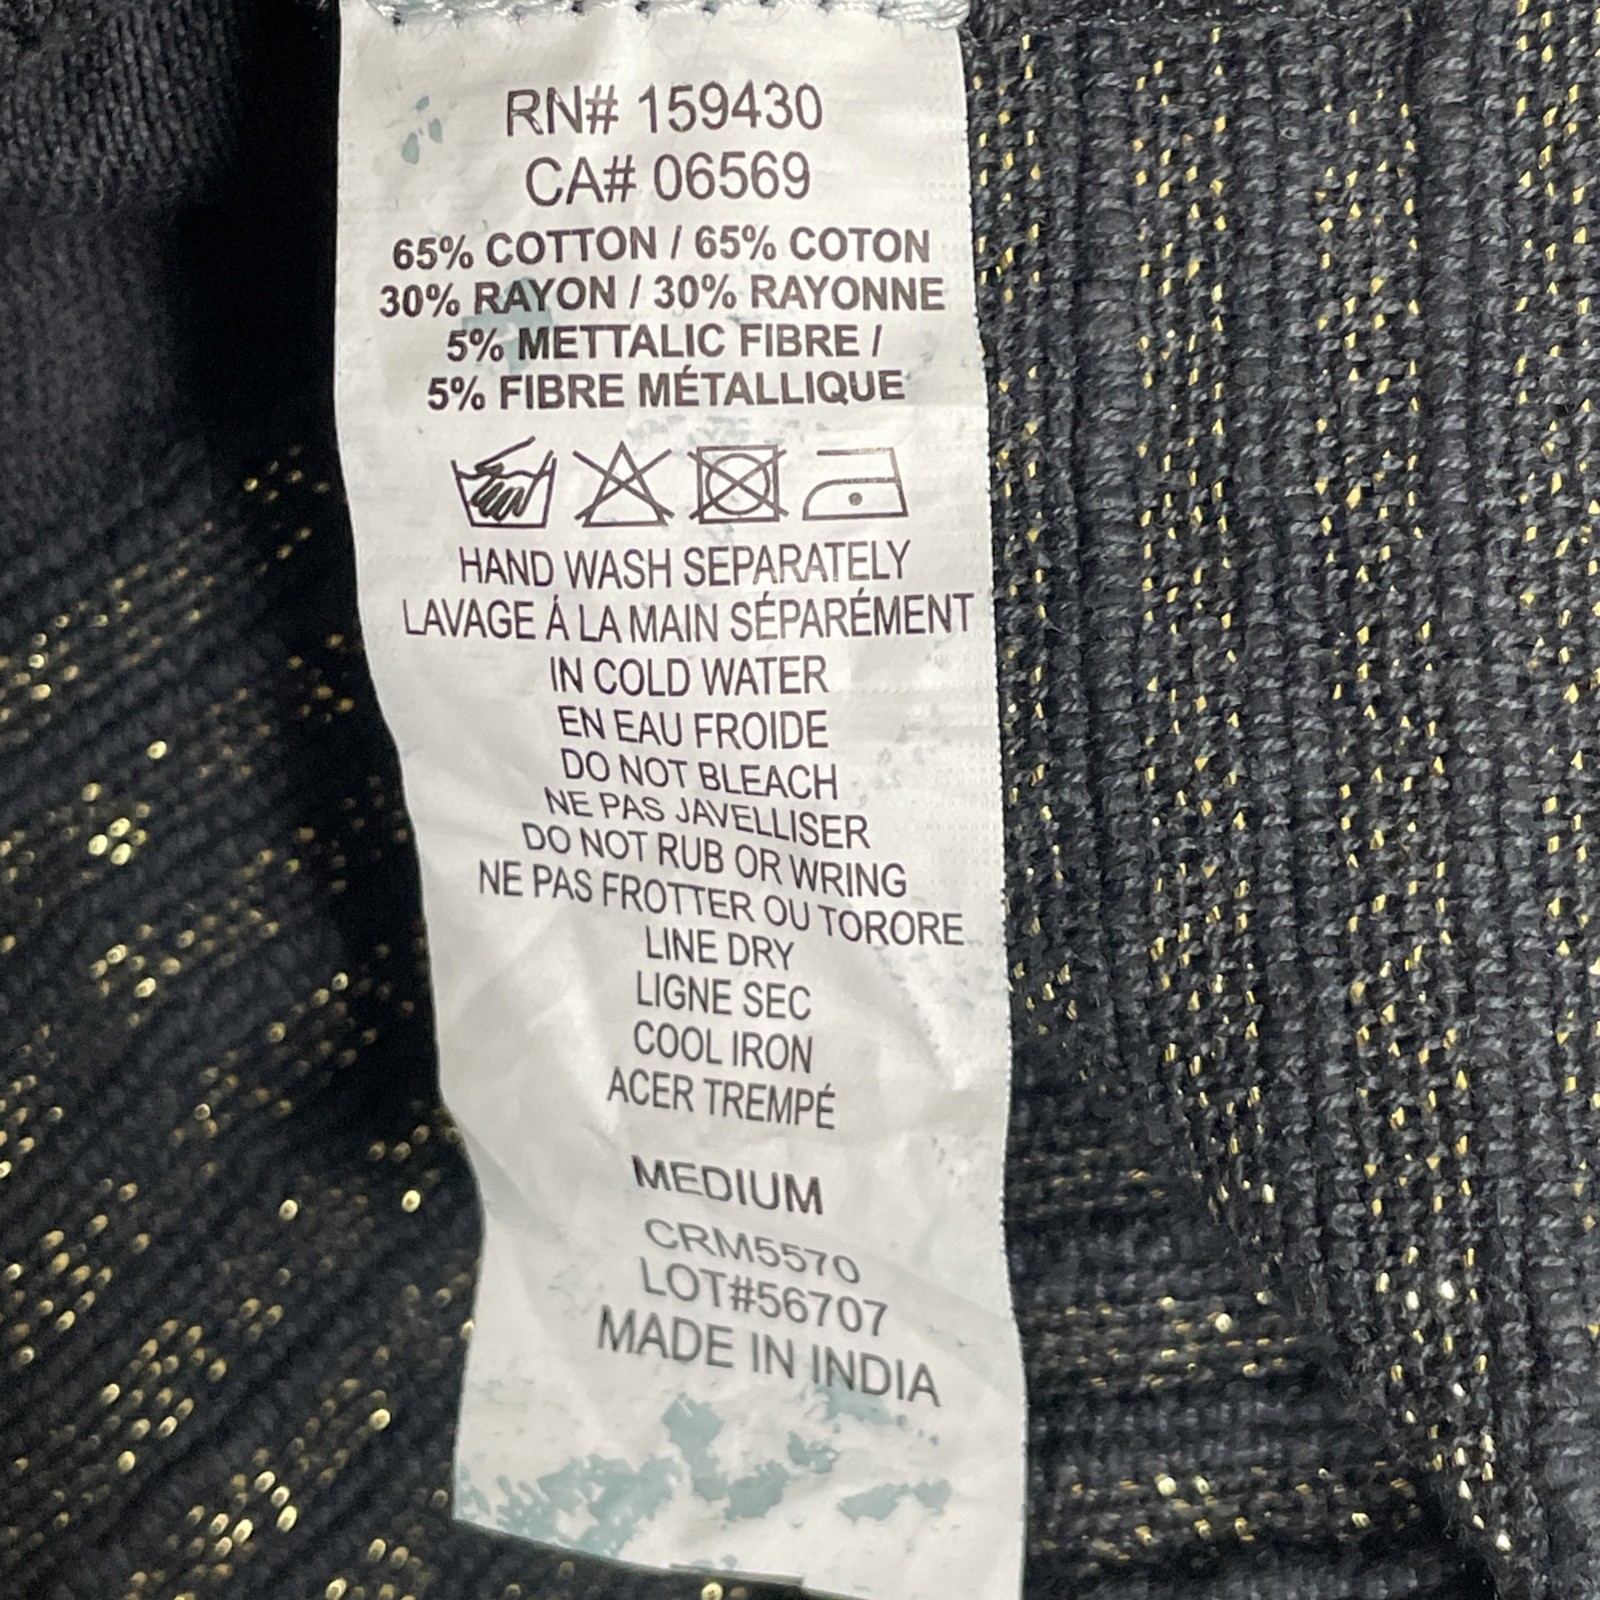 RN# 159430
CA# 06569
65% COTTON / 65% COTON
30% RAYON / 30% RAYONNE
5% METTALIC FIBRE /
5% FIBRE MÉTALLIQUE
HAND WASH SEPARATELY
LAVAGE Á LA MAIN SÉPARÉMENT
IN COLD WATER
EN EAU FROIDE
DO NOT BLEACH
NE PAS JAVELLISER
DO NOT RUB OR WRING
NE PAS FROTTER OU TORORE
LINE DRY
LIGNE SEC
COOL IRON
ACER TREMPÉ
MEDIUM
CRM5570
LOT#56707
MADE IN INDIA